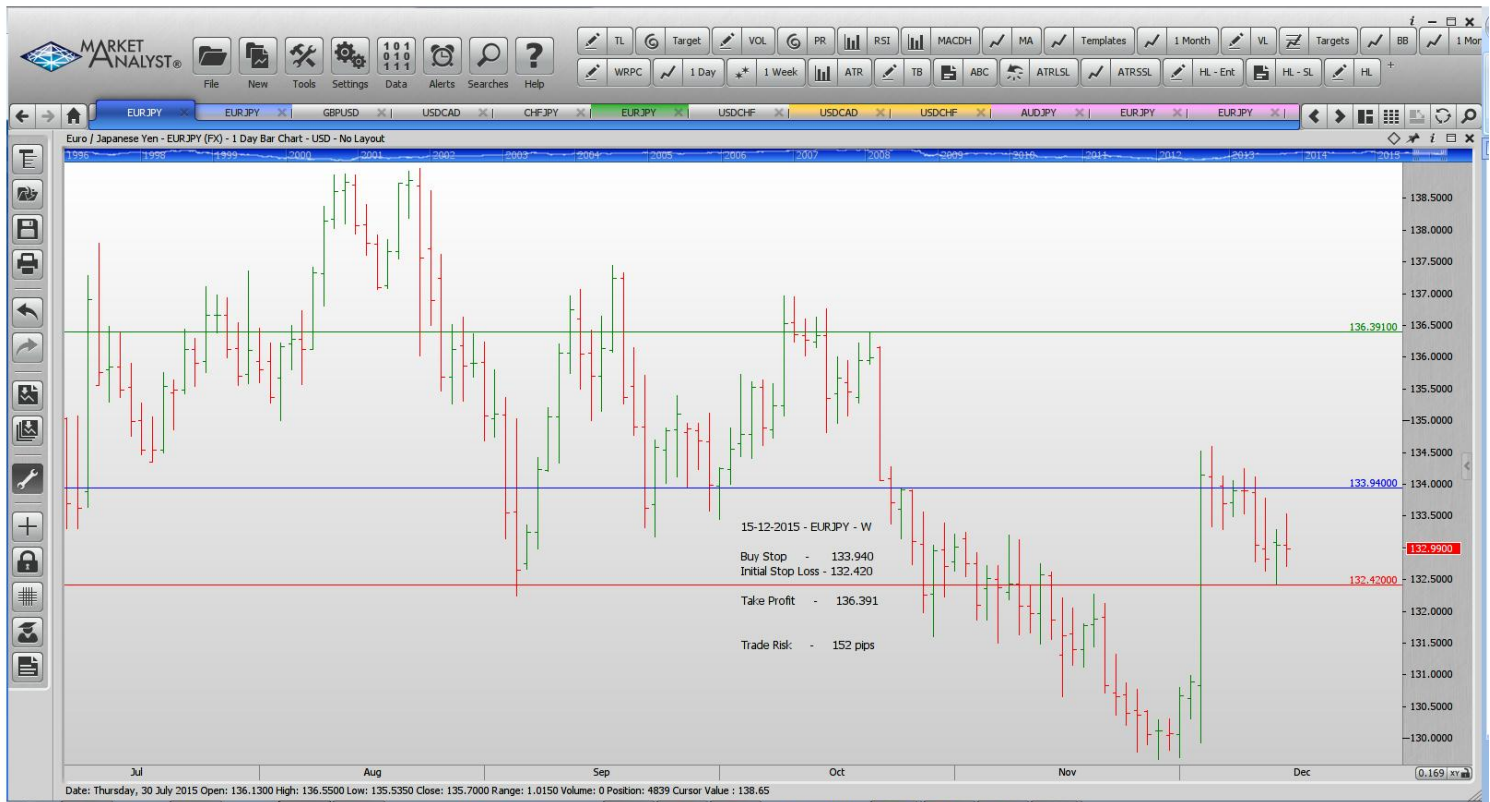 i
MARKET
ANALYST®
File New Tools Settings Data Alerts Searches Help
101
010
111
TL Target VOL PR RSI MACDH MA Templates 1 Month VL Targets BB 1 Mor
WRPC 1 Day 1 Week ATR TB ABC ATRLSL ATRSSL HL - Ent HL - SL HL +
EURJPY EURJPY GBPUSD USDCAD CHFJPY EURJPY USDCHF USDCAD USDCHF AUDJPY EURJPY EURJPY
Euro / Japanese Yen - EURJPY (FX) - 1 Day Bar Chart - USD - No Layout
i
1996 1998 1999 2000 2001 2002 2003 2004 2005 2006 2007 2008 2009 2010 2011 2012 2013 2014 2015
138.5000
138.0000
137.5000
137.0000
136.5000
136.39100
136.0000
135.5000
135.0000
134.5000
134.0000
133.94000
133.5000
132.9900
132.5000
132.42000
132.0000
131.5000
131.0000
130.5000
130.0000
15-12-2015 - EURJPY - W
Buy Stop - 133.940
Initial Stop Loss - 132.420
Take Profit - 136.391
Trade Risk - 152 pips
Jul Aug Sep Oct Nov Dec
0.169 XY
Date: Thursday, 30 July 2015 Open: 136.1300 High: 136.5500 Low: 135.5350 Close: 135.7000 Range: 1.0150 Volume: 0 Position: 4839 Cursor Value : 138.65